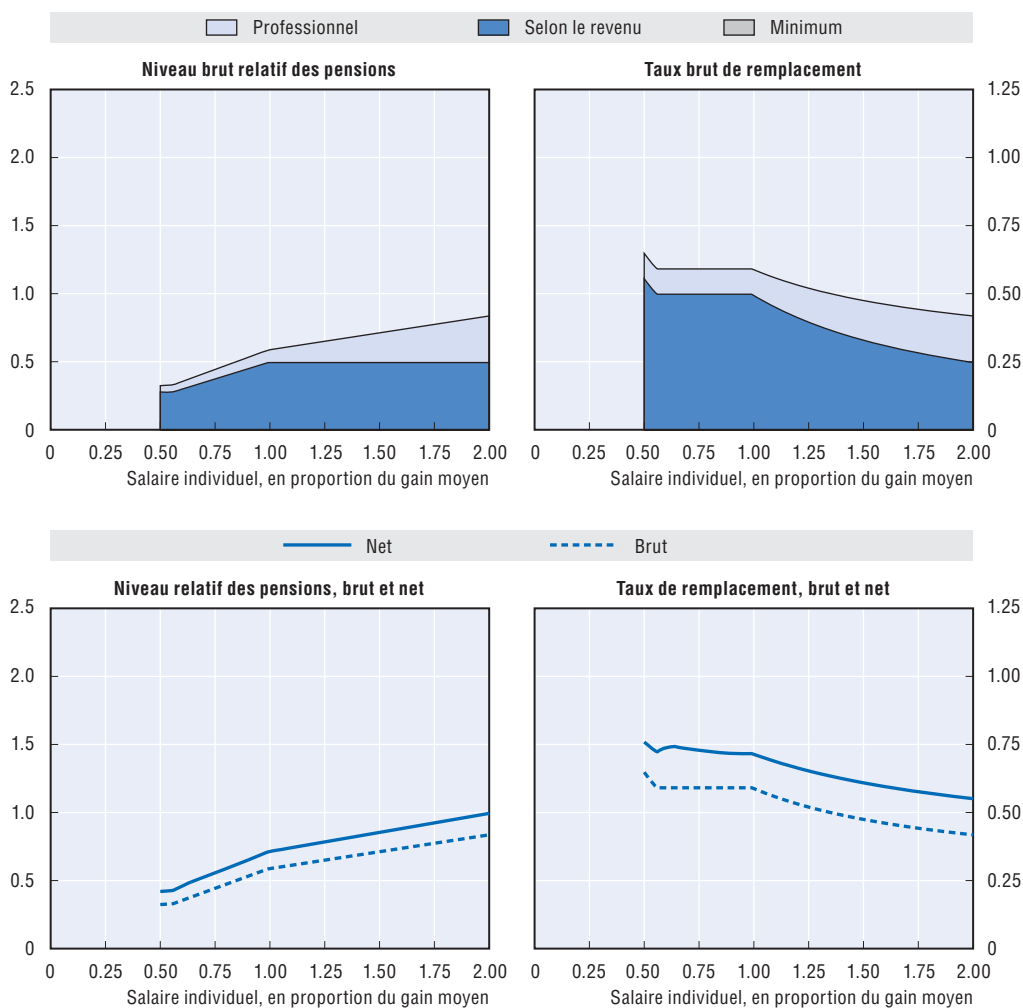 Professionnel Selon le revenu Minimum
Niveau brut relatif des pensions
2.5
2.0
1.5
1.0
0.5
0
0 0.25 0.50 0.75 1.00 1.25 1.50 1.75 2.00
Salaire individuel, en proportion du gain moyen
Taux brut de remplacement
1.25
1.00
0.75
0.50
0.25
0
0 0.25 0.50 0.75 1.00 1.25 1.50 1.75 2.00
Salaire individuel, en proportion du gain moyen
Net Brut
Niveau relatif des pensions, brut et net
2.5
2.0
1.5
1.0
0.5
0
0 0.25 0.50 0.75 1.00 1.25 1.50 1.75 2.00
Salaire individuel, en proportion du gain moyen
Taux de remplacement, brut et net
1.25
1.00
0.75
0.50
0.25
0
0 0.25 0.50 0.75 1.00 1.25 1.50 1.75 2.00
Salaire individuel, en proportion du gain moyen